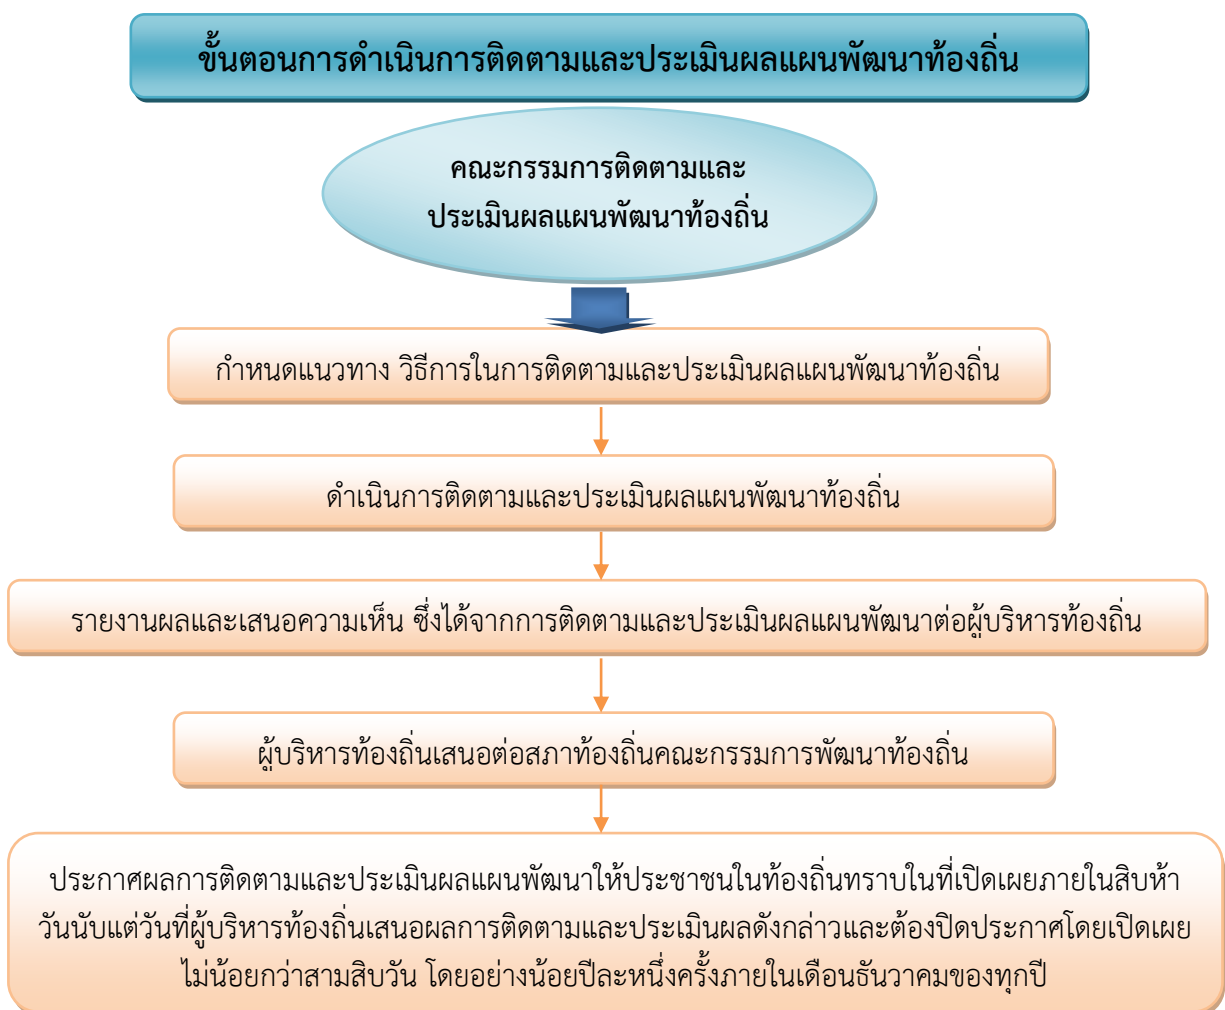 ขั้นตอนการดำเนินการติดตามและประเมินผลแผนพัฒนาท้องถิ่น
คณะกรรมการติดตามและ
ประเมินผลแผนพัฒนาท้องถิ่น
กำหนดแนวทาง วิธีการในการติดตามและประเมินผลแผนพัฒนาท้องถิ่น
ดำเนินการติดตามและประเมินผลแผนพัฒนาท้องถิ่น
รายงานผลและเสนอความเห็น ซึ่งได้จากการติดตามและประเมินผลแผนพัฒนาต่อผู้บริหารท้องถิ่น
ผู้บริหารท้องถิ่นเสนอต่อสภาท้องถิ่นคณะกรรมการพัฒนาท้องถิ่น
ประกาศผลการติดตามและประเมินผลแผนพัฒนาให้ประชาชนในท้องถิ่นทราบในที่เปิดเผยภายในสิบห้า
วันนับแต่วันที่ผู้บริหารท้องถิ่นเสนอผลการติดตามและประเมินผลดังกล่าวและต้องปิดประกาศโดยเปิดเผย
ไม่น้อยกว่าสามสิบวัน โดยอย่างน้อยปีละหนึ่งครั้งภายในเดือนธันวาคมของทุกปี